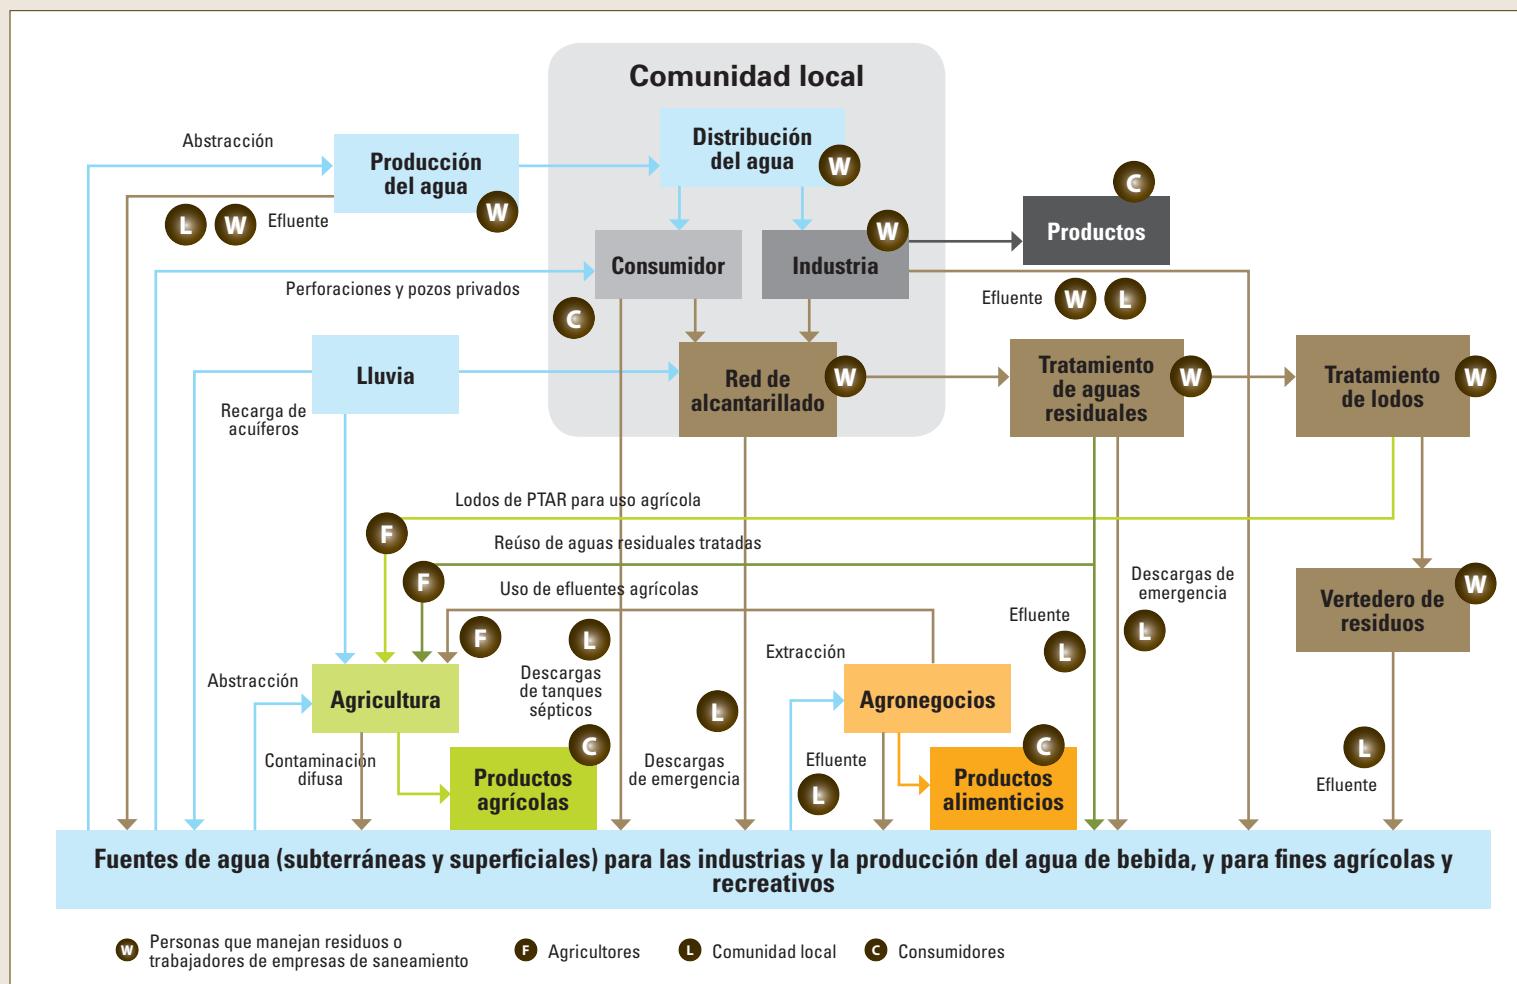 Comunidad local
Abstracción
Producción
del agua
W
Distribución
del agua
W
L
W
Efluente
C
Productos
Consumidor
Industria
W
Perforaciones y pozos privados
C
Efluente
W
L
Lluvia
Red de
alcantarillado
W
Tratamiento
de aguas
residuales
W
Tratamiento
de lodos
W
Recarga de
acuíferos
Lodos de PTAR para uso agrícola
F
Reúso de aguas residuales tratadas
F
Uso de efluentes agrícolas
F
Descargas de
emergencia
L
Efluente
L
Vertedero de
residuos
W
L
Descargas
de tanques
sépticos
Extracción
Abstracción
Agricultura
Agronegocios
L
Descargas
de emergencia
Contaminación
difusa
C
Productos
agrícolas
Efluente
L
C
Productos
alimenticios
L
Efluente
Fuentes de agua (subterráneas y superficiales) para las industrias y la producción del agua de bebida, y para fines agrícolas y
recreativos
W Personas que manejan residuos o
trabajadores de empresas de saneamiento
F Agricultores
L Comunidad local
C Consumidores